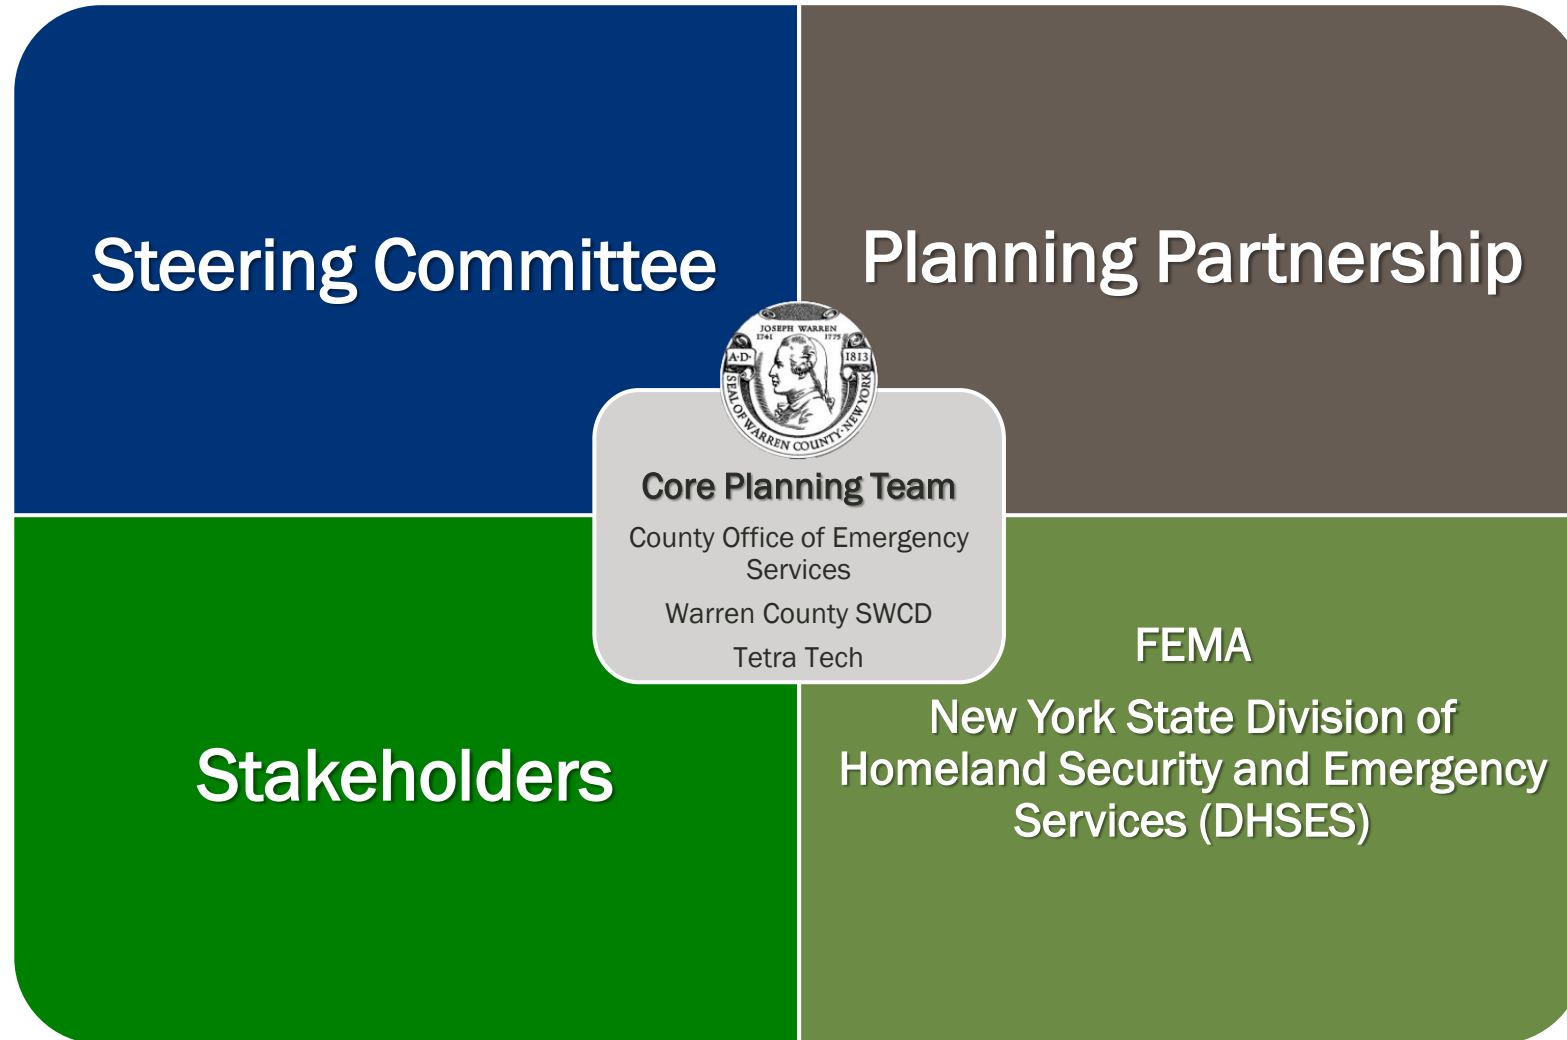 Steering Committee
Planning Partnership
JOSEPH WARREN
1741 1775
A·D· 1813
SEAL OF WARREN COUNTY·NEW YORK
Core Planning Team
County Office of Emergency
Services
Warren County SWCD
Tetra Tech
Stakeholders
FEMA
New York State Division of
Homeland Security and Emergency
Services (DHSES)